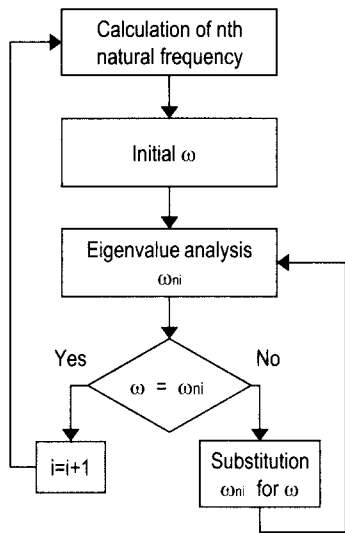 Calculation of nth
natural frequency
Initial ω
Eigenvalue analysis
ωni
Yes
No
ω = ωni
i=i+1
Substitution
ωni for ω